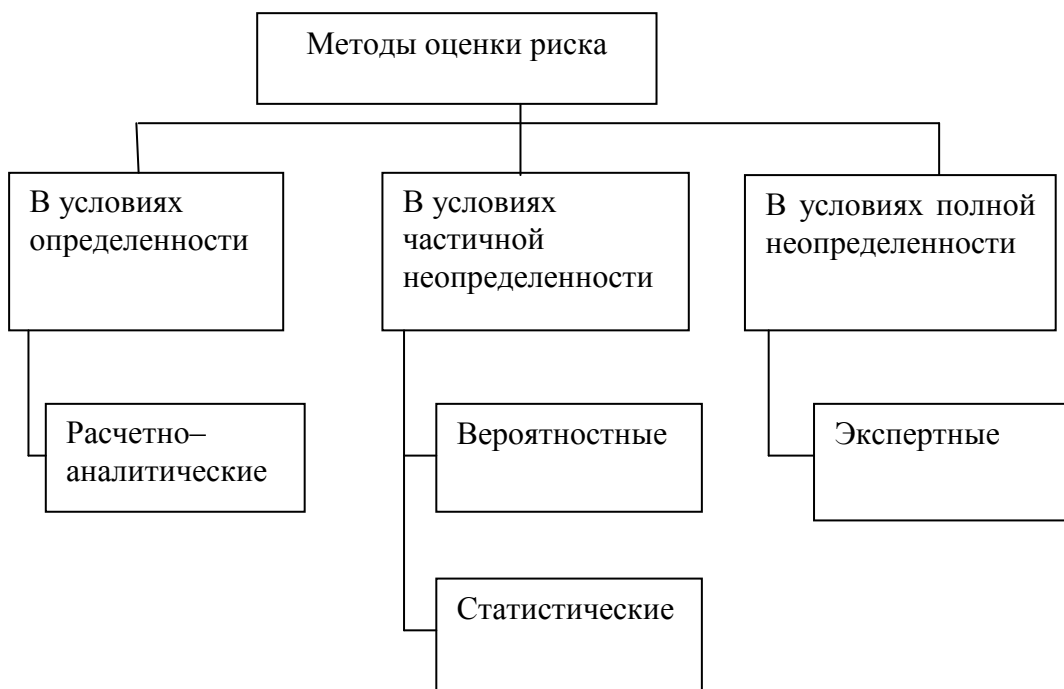 Методы оценки риска
В условиях
определенности
В условиях
частичной
неопределенности
В условиях полной
неопределенности
Расчетно–
аналитические
Вероятностные
Экспертные
Статистические